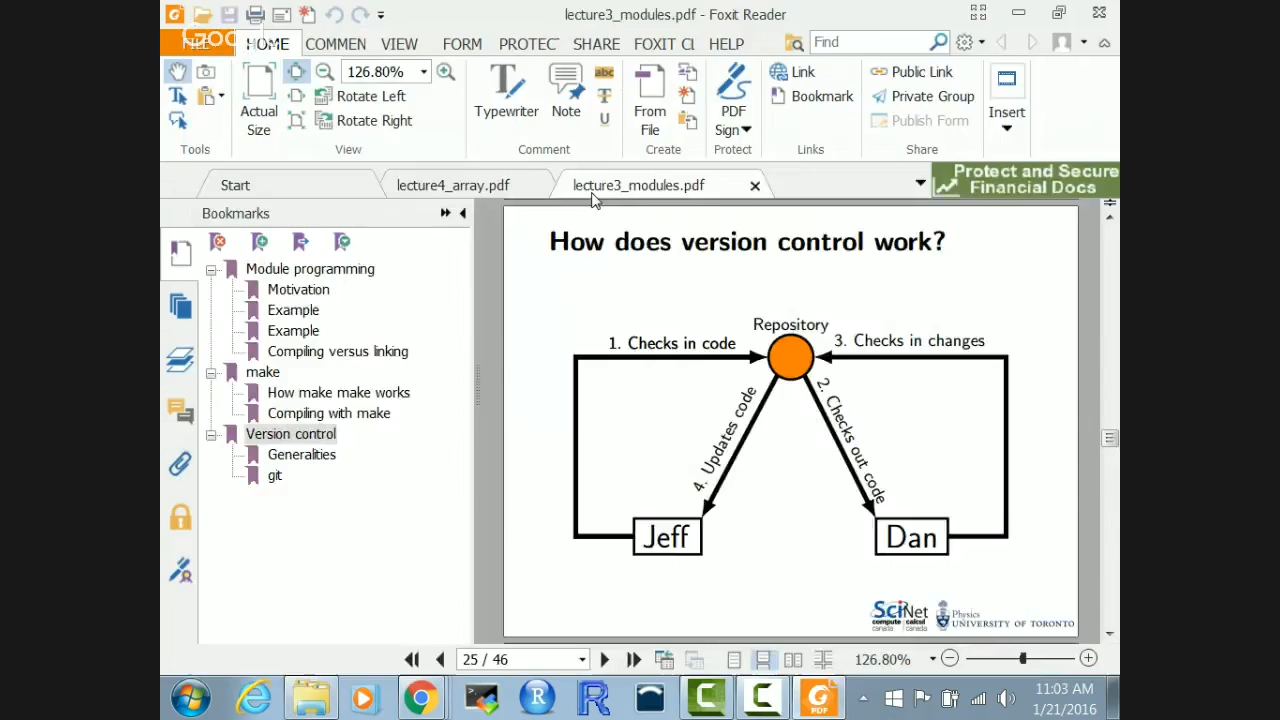 lecture3_modules.pdf - Foxit Reader
FILE HOME COMMEN VIEW FORM PROTEC SHARE FOXIT CL HELP Find
126.80%
Actual Size
Rotate Left
Rotate Right
Typewriter
Note
From File
PDF Sign
Link
Bookmark
Public Link
Private Group
Publish Form
Insert
Tools View Comment Create Protect Links Share
Start lecture4_array.pdf lecture3_modules.pdf
Protect and Secure
Financial Docs
Bookmarks
Module programming
Motivation
Example
Example
Compiling versus linking
make
How make make works
Compiling with make
Version control
Generalities
git
How does version control work?
Repository
1. Checks in code
3. Checks in changes
4. Updates code
2. Checks out code
Jeff
Dan
SciNet
compute calcul
canada canada
Physics
UNIVERSITY OF TORONTO
25 / 46
126.80%
11:03 AM
1/21/2016